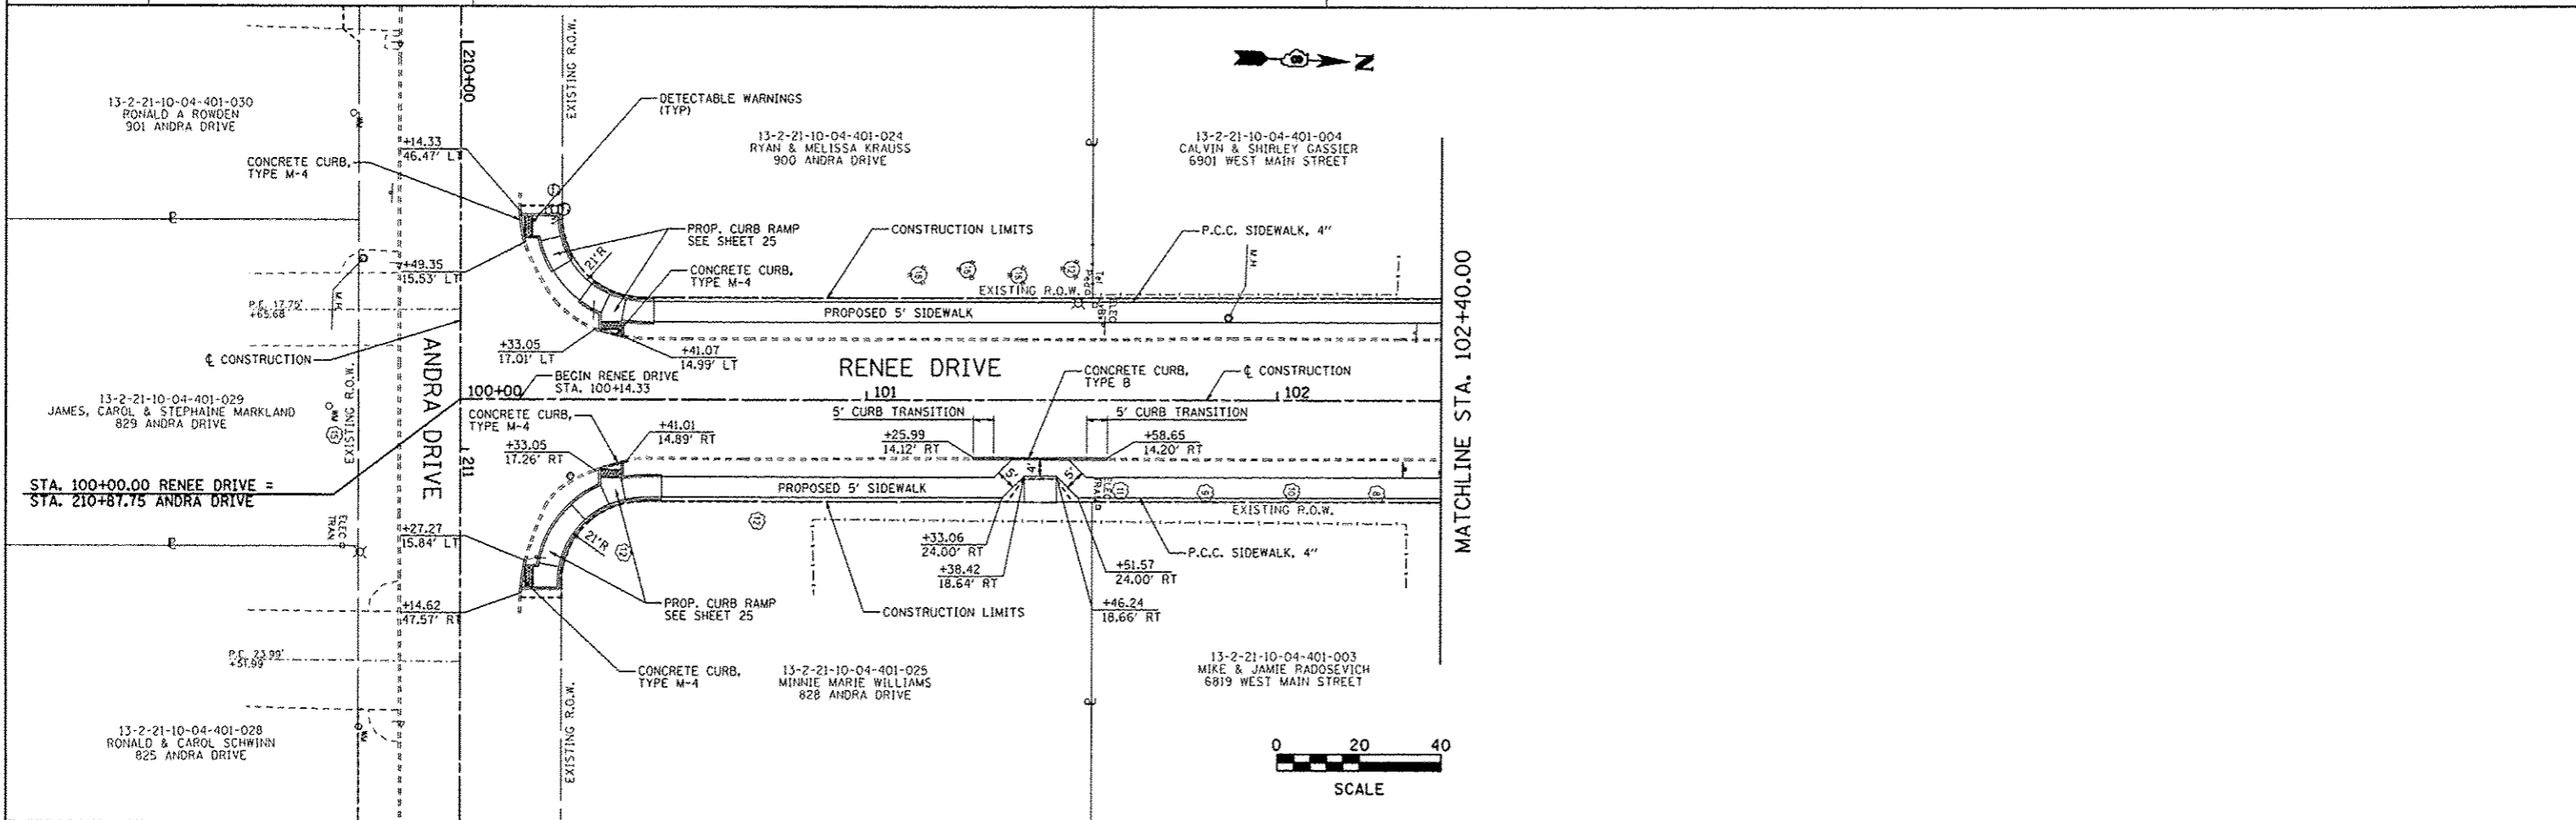 210+00
EXISTING R.O.W.
N
13-2-21-10-04-401-030
RONALD A ROWDEN
901 ANDRA DRIVE
DETECTABLE WARNINGS
(TYP)
13-2-21-10-04-401-024
RYAN & MELISSA KRAUSS
900 ANDRA DRIVE
13-2-21-10-04-401-004
CALVIN & SHIRLEY GASSIER
6901 WEST MAIN STREET
+14.33
46.47' LT
CONCRETE CURB,
TYPE M-4
PROP. CURB RAMP
SEE SHEET 25
CONSTRUCTION LIMITS
P.C.C. SIDEWALK, 4"
M.H.
21'R
CONCRETE CURB,
TYPE M-4
+49.35
15.53' LT
M.H.
EXISTING R.O.W.
P.E. 17.75'
+65.68
PROPOSED 5' SIDEWALK
+33.05
17.01' LT
+41.07
14.99' LT
℄ CONSTRUCTION
ANDRA DRIVE
RENEE DRIVE
BEGIN RENEE DRIVE
STA. 100+14.33
CONCRETE CURB,
TYPE B
℄ CONSTRUCTION
100+00
101
102
MATCHLINE STA. 102+40.00
13-2-21-10-04-401-029
JAMES, CAROL & STEPHAINE MARKLAND
829 ANDRA DRIVE
EXISTING R.O.W.
CONCRETE CURB,
TYPE M-4
5' CURB TRANSITION
5' CURB TRANSITION
+41.01
14.89' RT
+33.05
17.26' RT
+25.99
14.12' RT
+58.65
14.20' RT
211
5'
4'
5'
STA. 100+00.00 RENEE DRIVE =
STA. 210+87.75 ANDRA DRIVE
PROPOSED 5' SIDEWALK
EXISTING R.O.W.
ELEC
TRAN
+27.27
15.84' LT
21'R
+33.06
24.00' RT
+38.42
18.64' RT
P.C.C. SIDEWALK, 4"
+51.57
24.00' RT
+46.24
18.66' RT
+14.62
47.57' RT
PROP. CURB RAMP
SEE SHEET 25
CONSTRUCTION LIMITS
P.E. 23.99'
+51.99
CONCRETE CURB,
TYPE M-4
13-2-21-10-04-401-025
MINNIE MARIE WILLIAMS
828 ANDRA DRIVE
13-2-21-10-04-401-003
MIKE & JAMIE RADOSEVICH
6819 WEST MAIN STREET
EXISTING R.O.W.
13-2-21-10-04-401-028
RONALD & CAROL SCHWINN
825 ANDRA DRIVE
0 20 40
SCALE